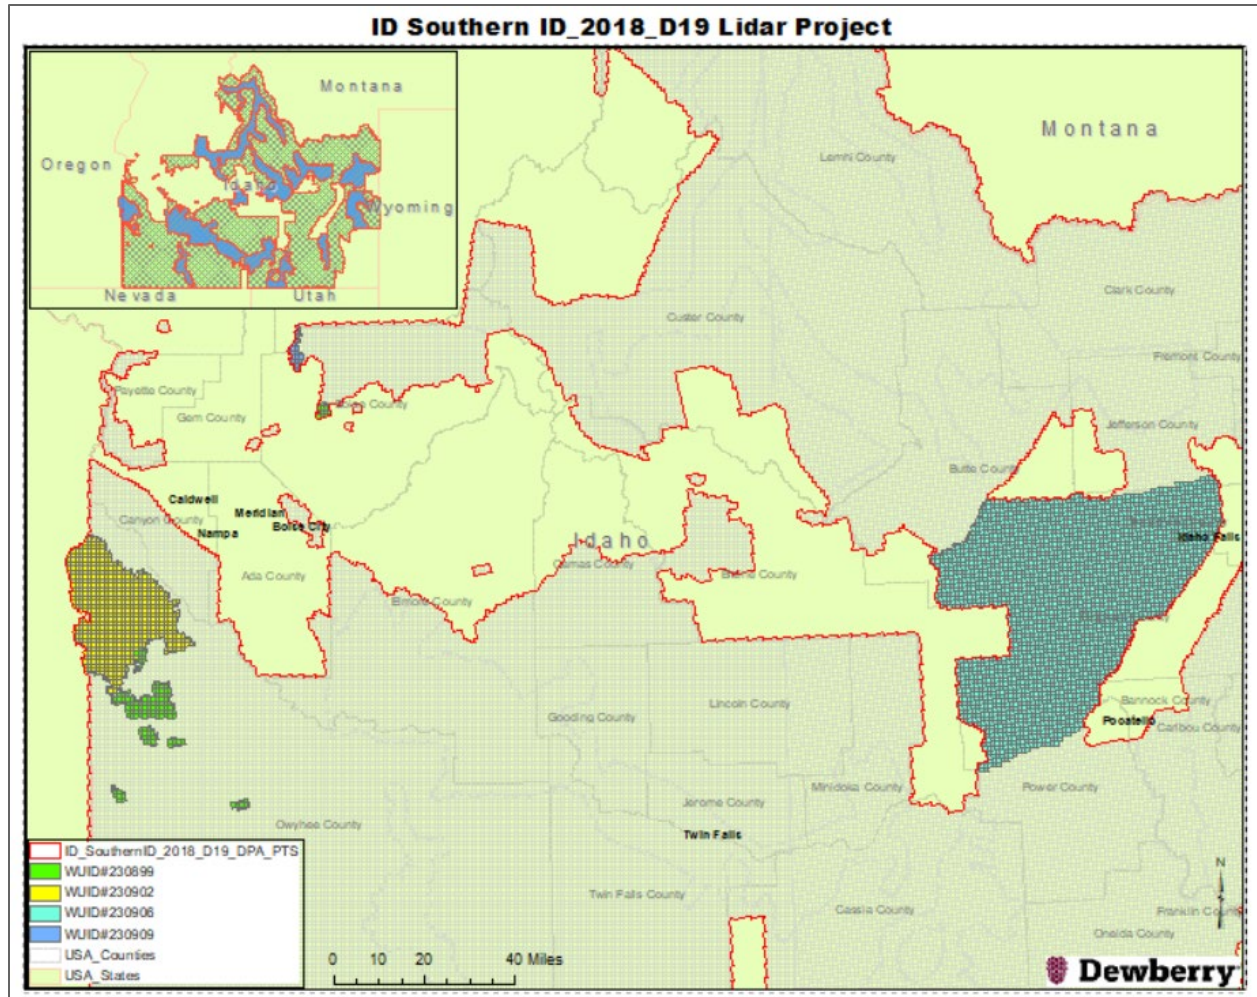 ID Southern ID_2018_D19 Lidar Project
Montana
Oregon
Idaho
Wyoming
Nevada
Utah
Montana
Lemhi County
Clark County
Custer County
Fremont County
Payette County
Gem County
Boise County
Jefferson County
Butte County
Caldwell
Canyon County
Meridian
Boise City
Nampa
Idaho Falls
Idaho
Ada County
Camas County
Blaine County
Elmore County
Bannock County
Lincoln County
Gooding County
Pocatello
Caribou County
Minidoka County
Power County
Jerome County
Owyhee County
Twin Falls
Twin Falls County
Cassia County
Franklin County
Oneida County
N
ID_SouthernID_2018_D19_DPA_PTS
WUID#230899
WUID#230902
WUID#230906
WUID#230909
USA_Counties
USA_States
0 10 20 40 Miles
Dewberry